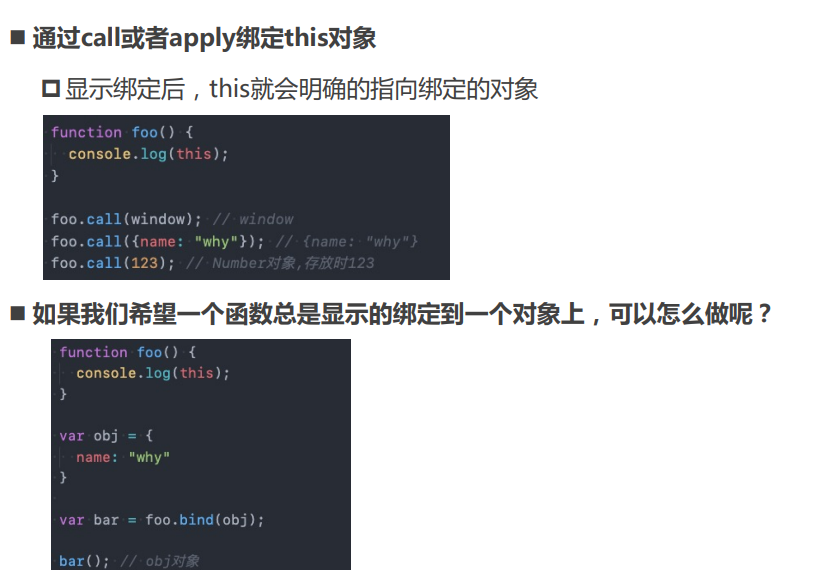 通过call或者apply绑定this对象
显示绑定后，this就会明确的指向绑定的对象
function foo() {
console.log(this);
}
foo.call(window); // window
foo.call({name: "why"}); // {name: "why"}
foo.call(123); // Number对象,存放时123
如果我们希望一个函数总是显示的绑定到一个对象上，可以怎么做呢？
function foo() {
console.log(this);
}
var obj = {
name: "why"
}
var bar = foo.bind(obj);
bar(); // obj对象